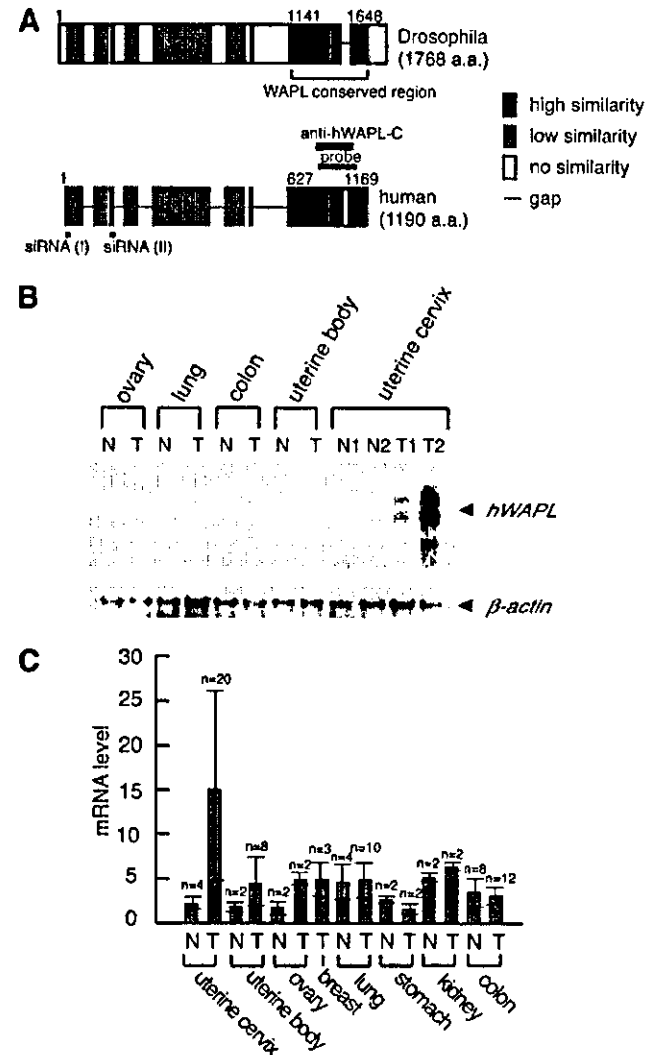 A
1 1141 1648
Drosophila
(1768 a.a.)
WAPL conserved region
high similarity
low similarity
no similarity
gap
anti-hWAPL-C
probe
1 627 1169
human
(1190 a.a.)
siRNA (I) siRNA (II)
B
ovary lung colon uterine body uterine cervix
N T N T N T N T N1 N2 T1 T2
hWAPL
β-actin
C
mRNA level
30
25
20
15
10
5
0
n=4 n=20 n=2 n=8 n=2 n=2 n=3 n=4 n=10 n=2 n=2 n=2 n=2 n=8 n=12
N T N T N T T N T N T N T N T
uterine cervix uterine body ovary breast lung stomach kidney colon